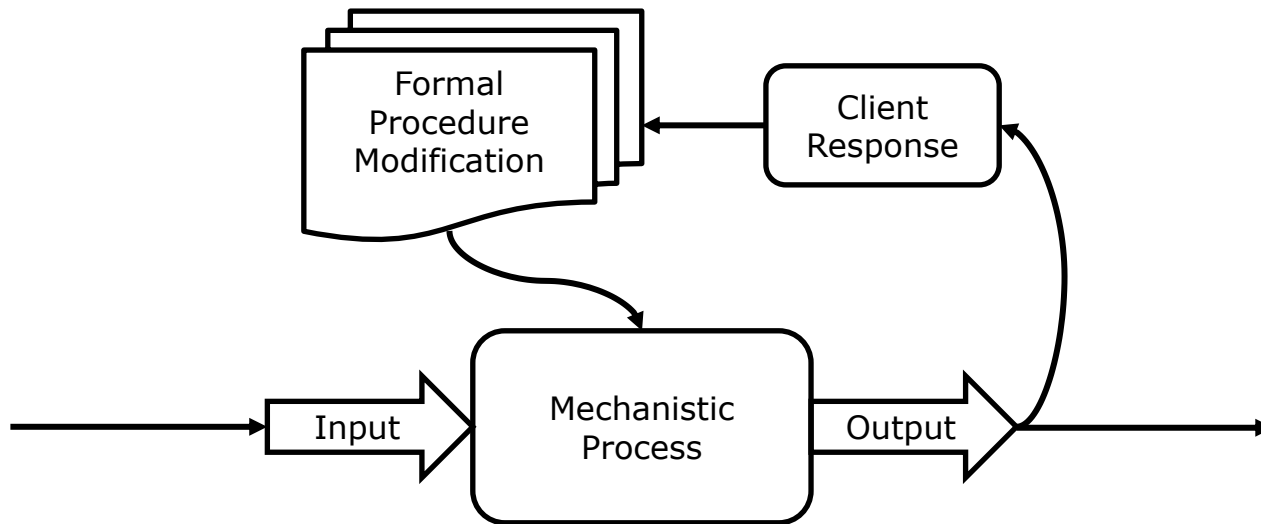 Formal
Procedure
Modification
Client
Response
Input
Mechanistic
Process
Output